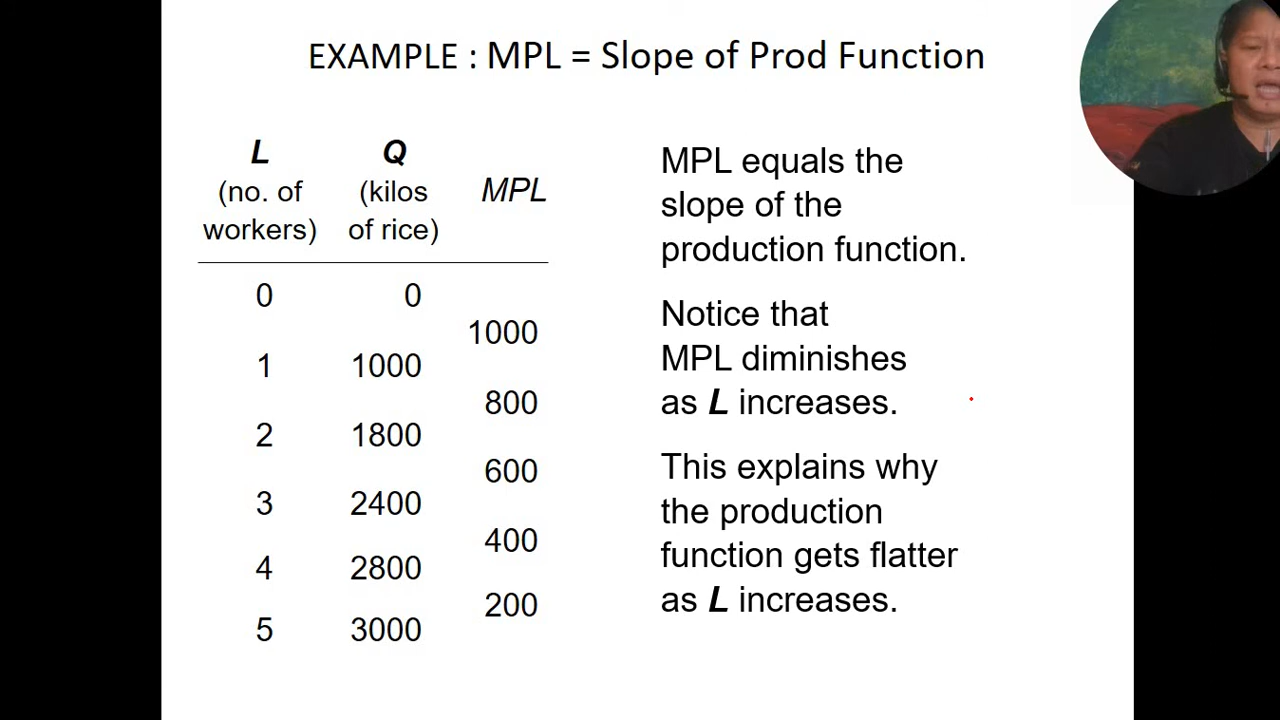 EXAMPLE : MPL = Slope of Prod Function
L Q
(no. of (kilos MPL
workers) of rice)
0 0
1000
1 1000
800
2 1800
600
3 2400
400
4 2800
200
5 3000
MPL equals the
slope of the
production function.
Notice that
MPL diminishes
as L increases.
This explains why
the production
function gets flatter
as L increases.